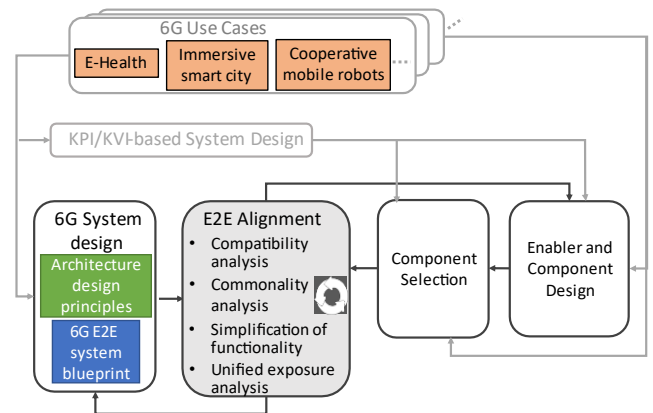 6G Use Cases
E-Health
Immersive
smart city
Cooperative
mobile robots
KPI/KVI-based System Design
6G System
design
Architecture
design
principles
6G E2E
system
blueprint
E2E Alignment
• Compatibility
analysis
• Commonality
analysis
• Simplification of
functionality
• Unified exposure
analysis
Component
Selection
Enabler and
Component
Design